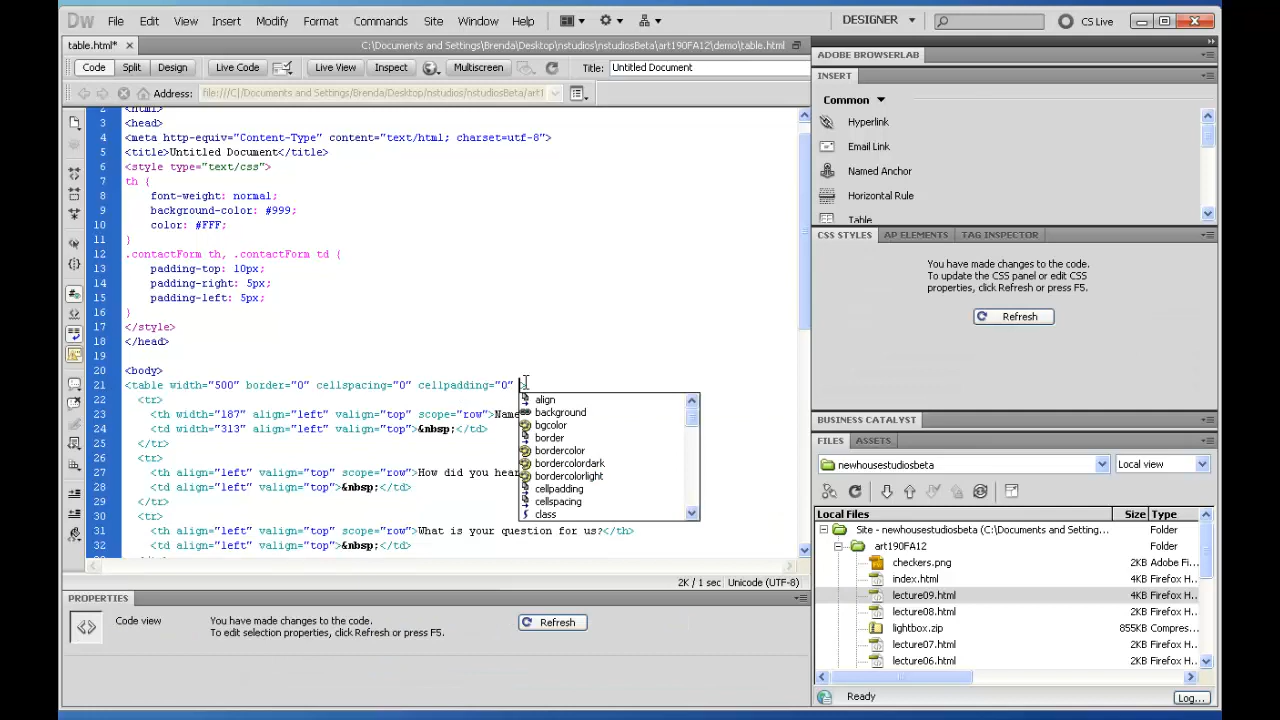 Dw File Edit View Insert Modify Format Commands Site Window Help DESIGNER CS Live
table.html* C:\Documents and Settings\Brenda\Desktop\nstudios\nstudiosBeta\art190FA12\demo\table.html
Code Split Design Live Code Live View Inspect Multiscreen Title: Untitled Document
Address: file:///C|/Documents and Settings/Brenda/Desktop/nstudios/nstudiosBeta/art1
2 <html>
3 <head>
4 <meta http-equiv="Content-Type" content="text/html; charset=utf-8">
5 <title>Untitled Document</title>
6 <style type="text/css">
7 th {
8 font-weight: normal;
9 background-color: #999;
10 color: #FFF;
11 }
12 .contactForm th, .contactForm td {
13 padding-top: 10px;
14 padding-right: 5px;
15 padding-left: 5px;
16 }
17 </style>
18 </head>
19
20 <body>
21 <table width="500" border="0" cellspacing="0" cellpadding="0" >
22 <tr>
23 <th width="187" align="left" valign="top" scope="row">Name
24 <td width="313" align="left" valign="top">&nbsp;</td>
25 </tr>
26 <tr>
27 <th align="left" valign="top" scope="row">How did you hear
28 <td align="left" valign="top">&nbsp;</td>
29 </tr>
30 <tr>
31 <th align="left" valign="top" scope="row">What is your question for us?</th>
32 <td align="left" valign="top">&nbsp;</td>
align
background
bgcolor
border
bordercolor
bordercolordark
bordercolorlight
cellpadding
cellspacing
class
2K / 1 sec Unicode (UTF-8)
PROPERTIES
Code view
You have made changes to the code.
To edit selection properties, click Refresh or press F5.
Refresh
ADOBE BROWSERLAB
INSERT
Common
Hyperlink
Email Link
Named Anchor
Horizontal Rule
Table
CSS STYLES AP ELEMENTS TAG INSPECTOR
You have made changes to the code.
To update the CSS panel or edit CSS
properties, click Refresh or press F5.
Refresh
BUSINESS CATALYST
FILES ASSETS
newhousestudiosbeta Local view
Local Files Size Type
Site - newhousestudiosbeta (C:\Documents and Setting... Folder
art190FA12 Folder
checkers.png 2KB Adobe Fi...
index.html 4KB Firefox H...
lecture09.html 4KB Firefox H...
lecture08.html 2KB Firefox H...
lightbox.zip 855KB Compres...
lecture07.html 2KB Firefox H...
lecture06.html 2KB Firefox H...
Ready Log...